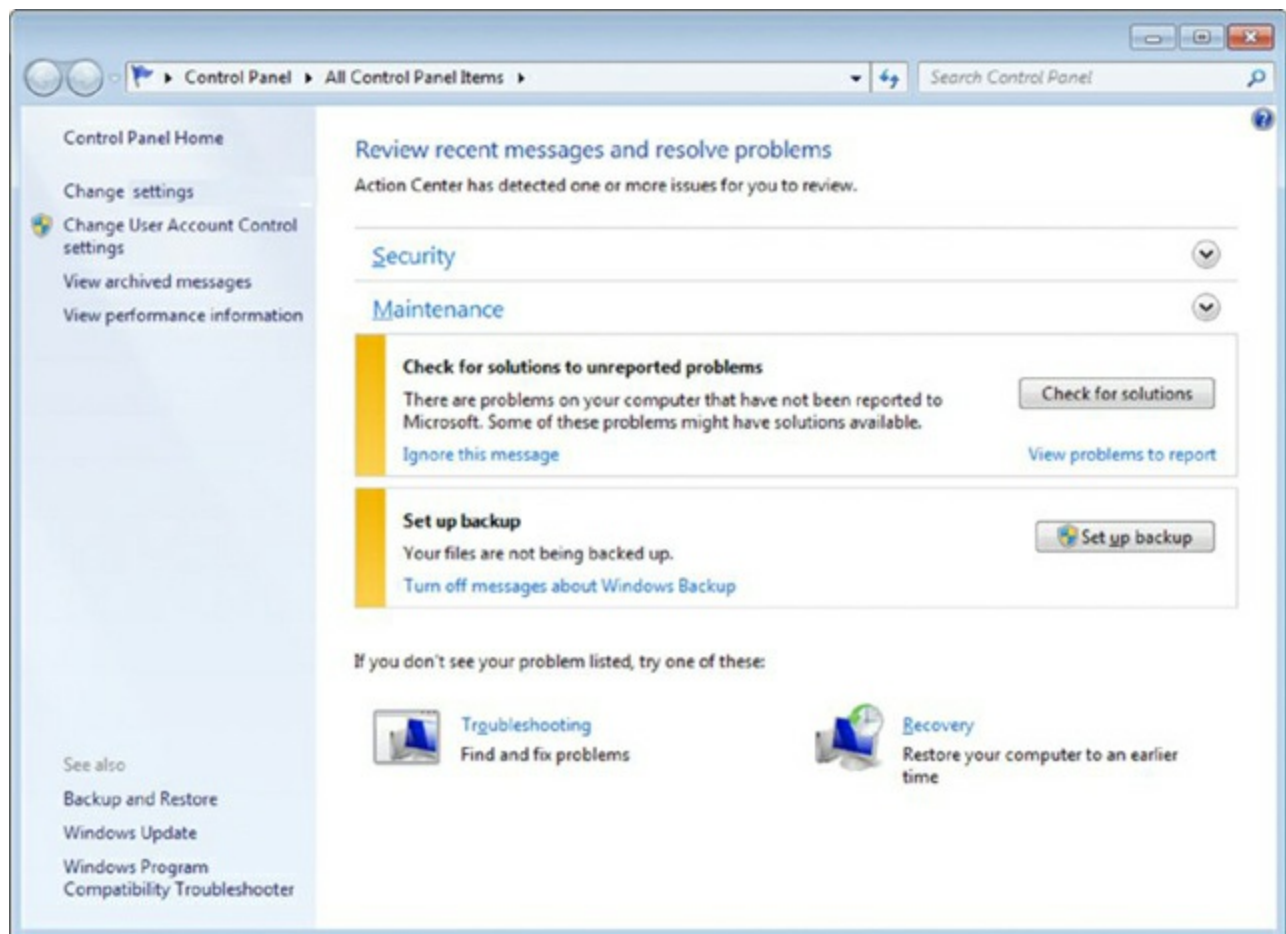 Control Panel ▸ All Control Panel Items ▸
Search Control Panel
Control Panel Home
Change settings
Change User Account Control
settings
View archived messages
View performance information
See also
Backup and Restore
Windows Update
Windows Program
Compatibility Troubleshooter
Review recent messages and resolve problems
Action Center has detected one or more issues for you to review.
Security
Maintenance
Check for solutions to unreported problems
There are problems on your computer that have not been reported to
Microsoft. Some of these problems might have solutions available.
Check for solutions
Ignore this message
View problems to report
Set up backup
Your files are not being backed up.
Set up backup
Turn off messages about Windows Backup
If you don't see your problem listed, try one of these:
Troubleshooting
Find and fix problems
Recovery
Restore your computer to an earlier
time